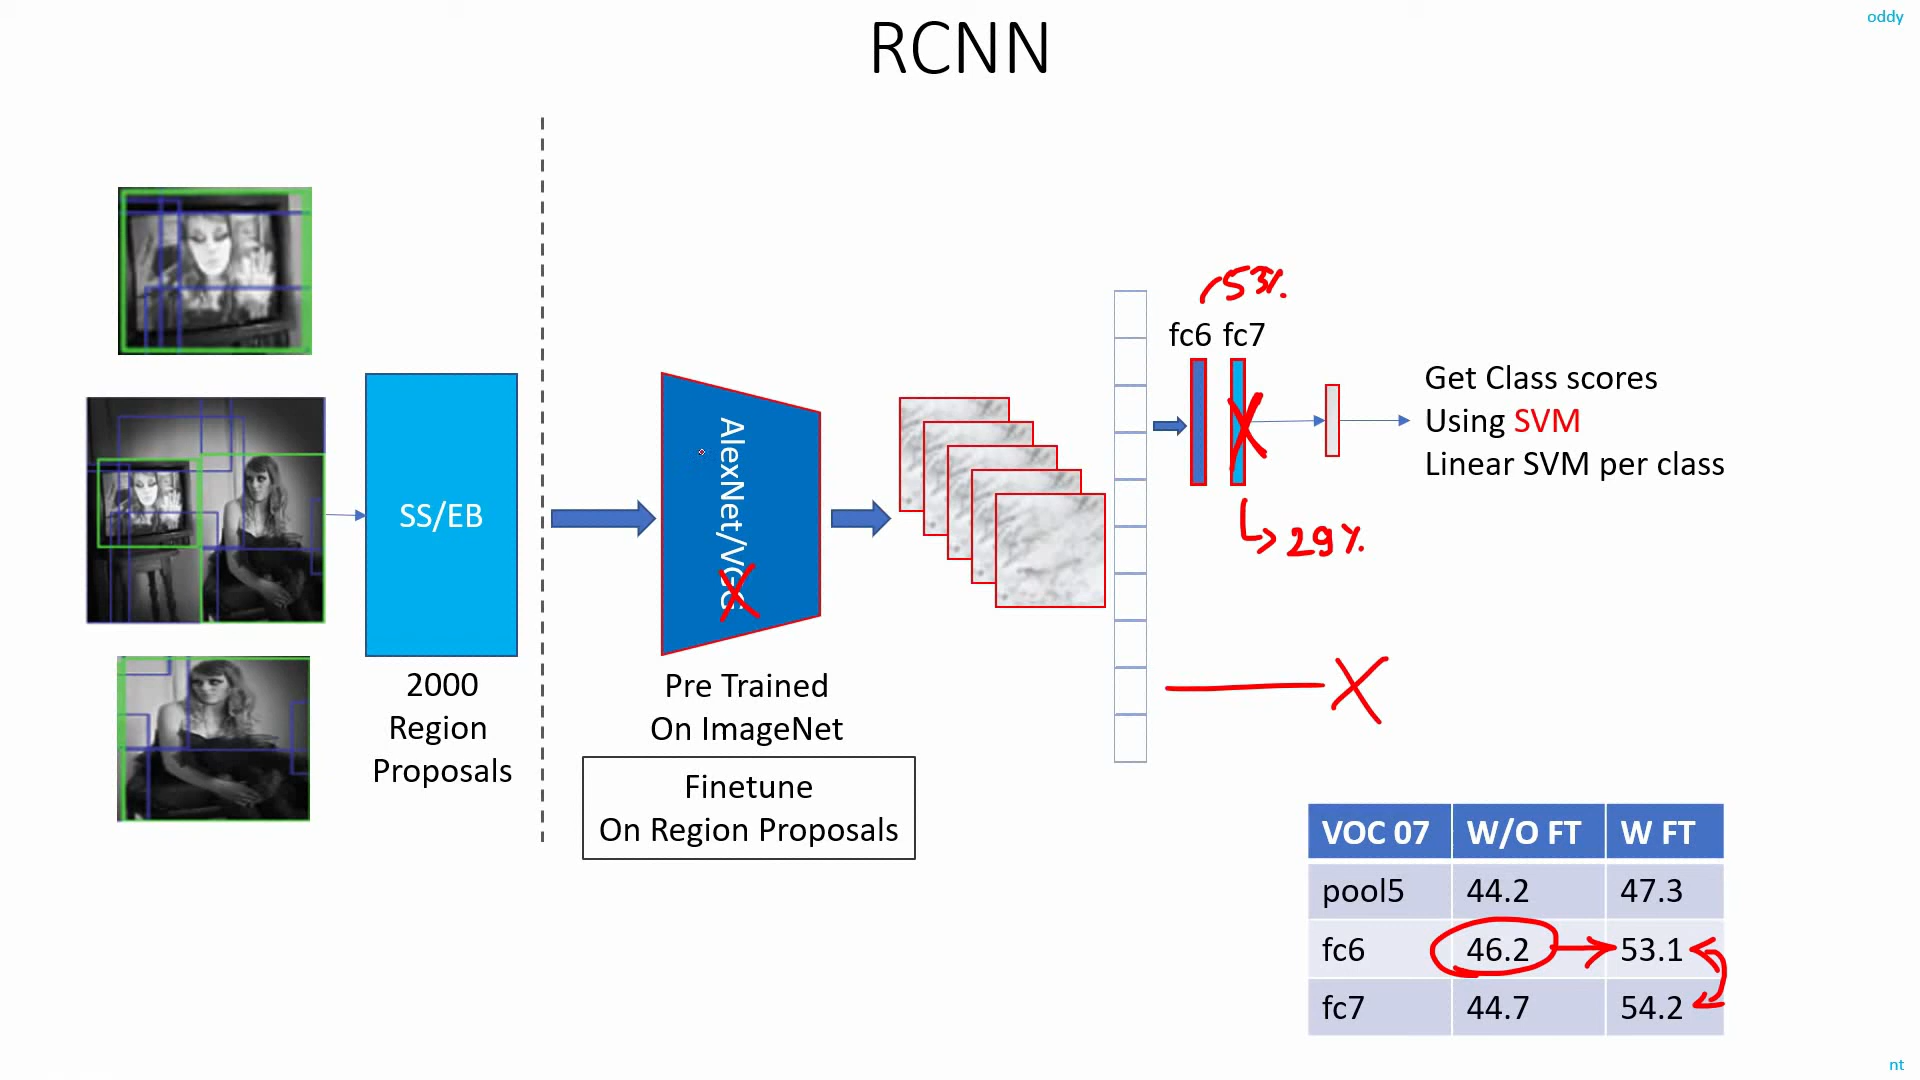 oddy
RCNN
53%
fc6 fc7
Get Class scores
Using SVM
Linear SVM per class
SS/EB
AlexNet/VGG
29%
2000
Region
Proposals
Pre Trained
On ImageNet
Finetune
On Region Proposals
VOC 07 W/O FT W FT
pool5 44.2 47.3
fc6 46.2 53.1
fc7 44.7 54.2
nt